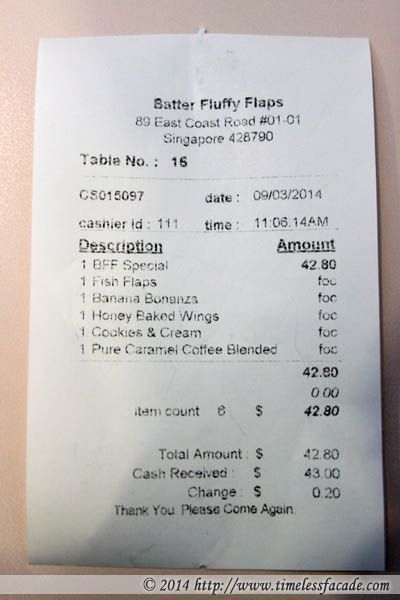 Batter Fluffy Flaps
89 East Coast Road #01-01
Singapore 428790
Table No. : 16
CS015097 date : 09/03/2014
cashier id : 111 time : 11:06.14AM
Description Amount
1 BFF Special 42.80
1 Fish Flaps foc
1 Banana Bonanza foc
1 Honey Baked Wings foc
1 Cookies & Cream foc
1 Pure Caramel Coffee Blended foc
42.80
0.00
item count 6 $ 42.80
Total Amount : $ 42.80
Cash Received : $ 43.00
Change : $ 0.20
Thank You. Please Come Again.
© 2014 http://www.timelessfacade.com